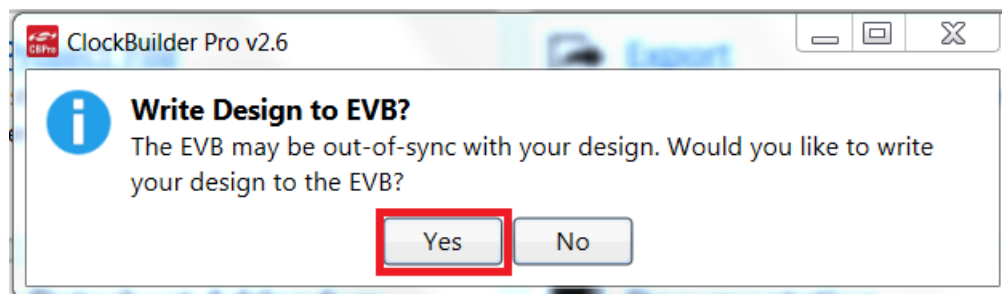 CBPro ClockBuilder Pro v2.6
Export
Write Design to EVB?
The EVB may be out-of-sync with your design. Would you like to write
your design to the EVB?
Yes No